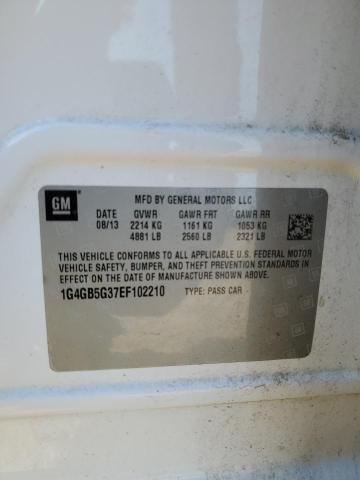 GM
MFD BY GENERAL MOTORS LLC
DATE GVWR GAWR FRT GAWR RR
08/13 2214 KG 1161 KG 1053 KG
4881 LB 2560 LB 2321 LB
THIS VEHICLE CONFORMS TO ALL APPLICABLE U.S. FEDERAL MOTOR
VEHICLE SAFETY, BUMPER, AND THEFT PREVENTION STANDARDS
IN EFFECT ON THE DATE OF MANUFACTURE SHOWN ABOVE.
1G4GB5G37EF102210 TYPE: PASS CAR